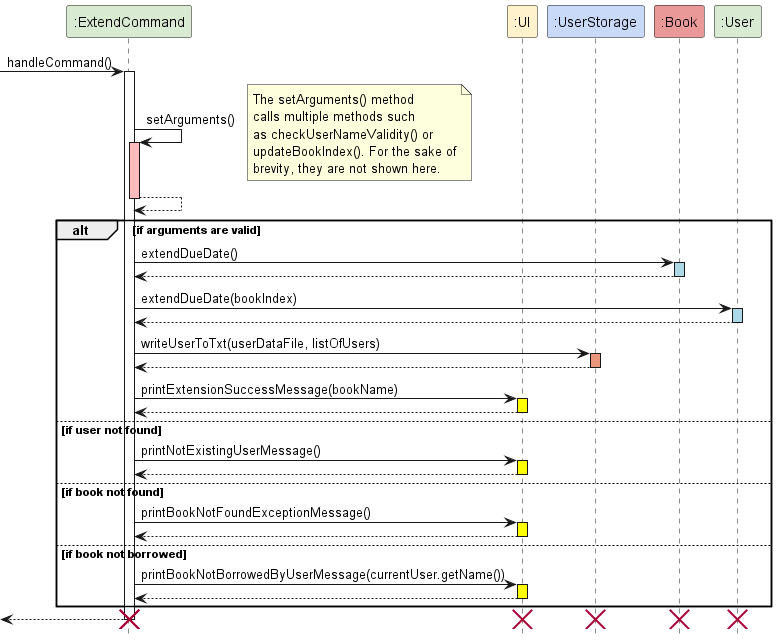 :ExtendCommand :UI :UserStorage :Book :User
handleCommand()
The setArguments() method
calls multiple methods such
as checkUserNameValidity() or
updateBookIndex(). For the sake of
brevity, they are not shown here.
setArguments()
alt [if arguments are valid]
extendDueDate()
extendDueDate(bookIndex)
writeUserToTxt(userDataFile, listOfUsers)
printExtensionSuccessMessage(bookName)
[if user not found]
printNotExistingUserMessage()
[if book not found]
printBookNotFoundExceptionMessage()
[if book not borrowed]
printBookNotBorrowedByUserMessage(currentUser.getName())